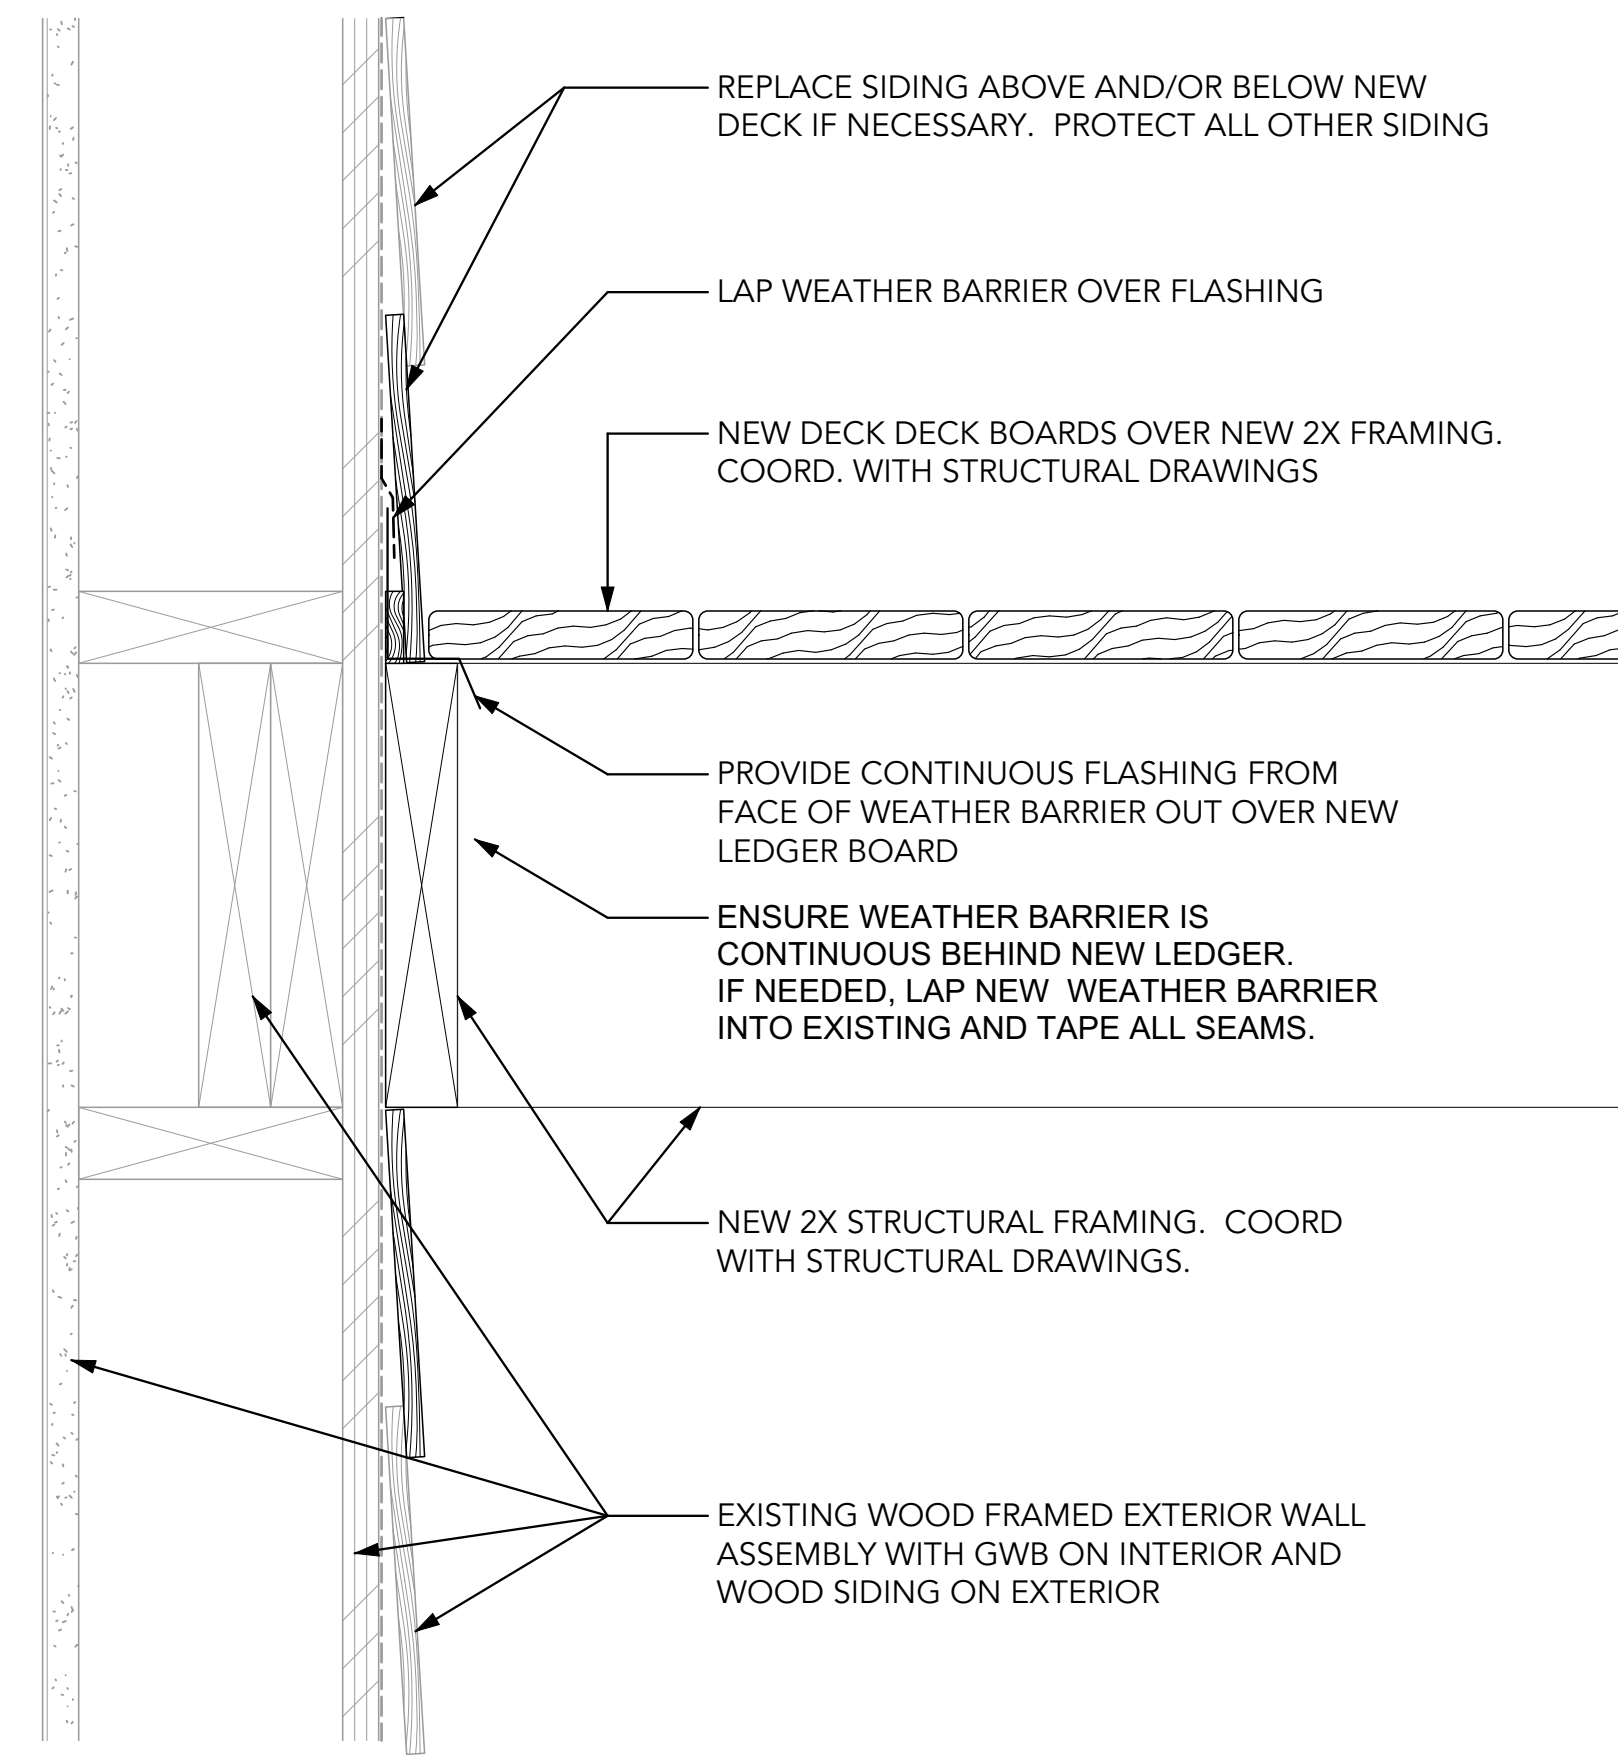 REPLACE SIDING ABOVE AND/OR BELOW NEW
DECK IF NECESSARY.  PROTECT ALL OTHER SIDING
LAP WEATHER BARRIER OVER FLASHING
NEW DECK DECK BOARDS OVER NEW 2X FRAMING.
COORD. WITH STRUCTURAL DRAWINGS
PROVIDE CONTINUOUS FLASHING FROM
FACE OF WEATHER BARRIER OUT OVER NEW
LEDGER BOARD
ENSURE WEATHER BARRIER IS
CONTINUOUS BEHIND NEW LEDGER.
IF NEEDED, LAP NEW  WEATHER BARRIER
INTO EXISTING AND TAPE ALL SEAMS.
NEW 2X STRUCTURAL FRAMING.  COORD
WITH STRUCTURAL DRAWINGS.
EXISTING WOOD FRAMED EXTERIOR WALL
ASSEMBLY WITH GWB ON INTERIOR AND
WOOD SIDING ON EXTERIOR